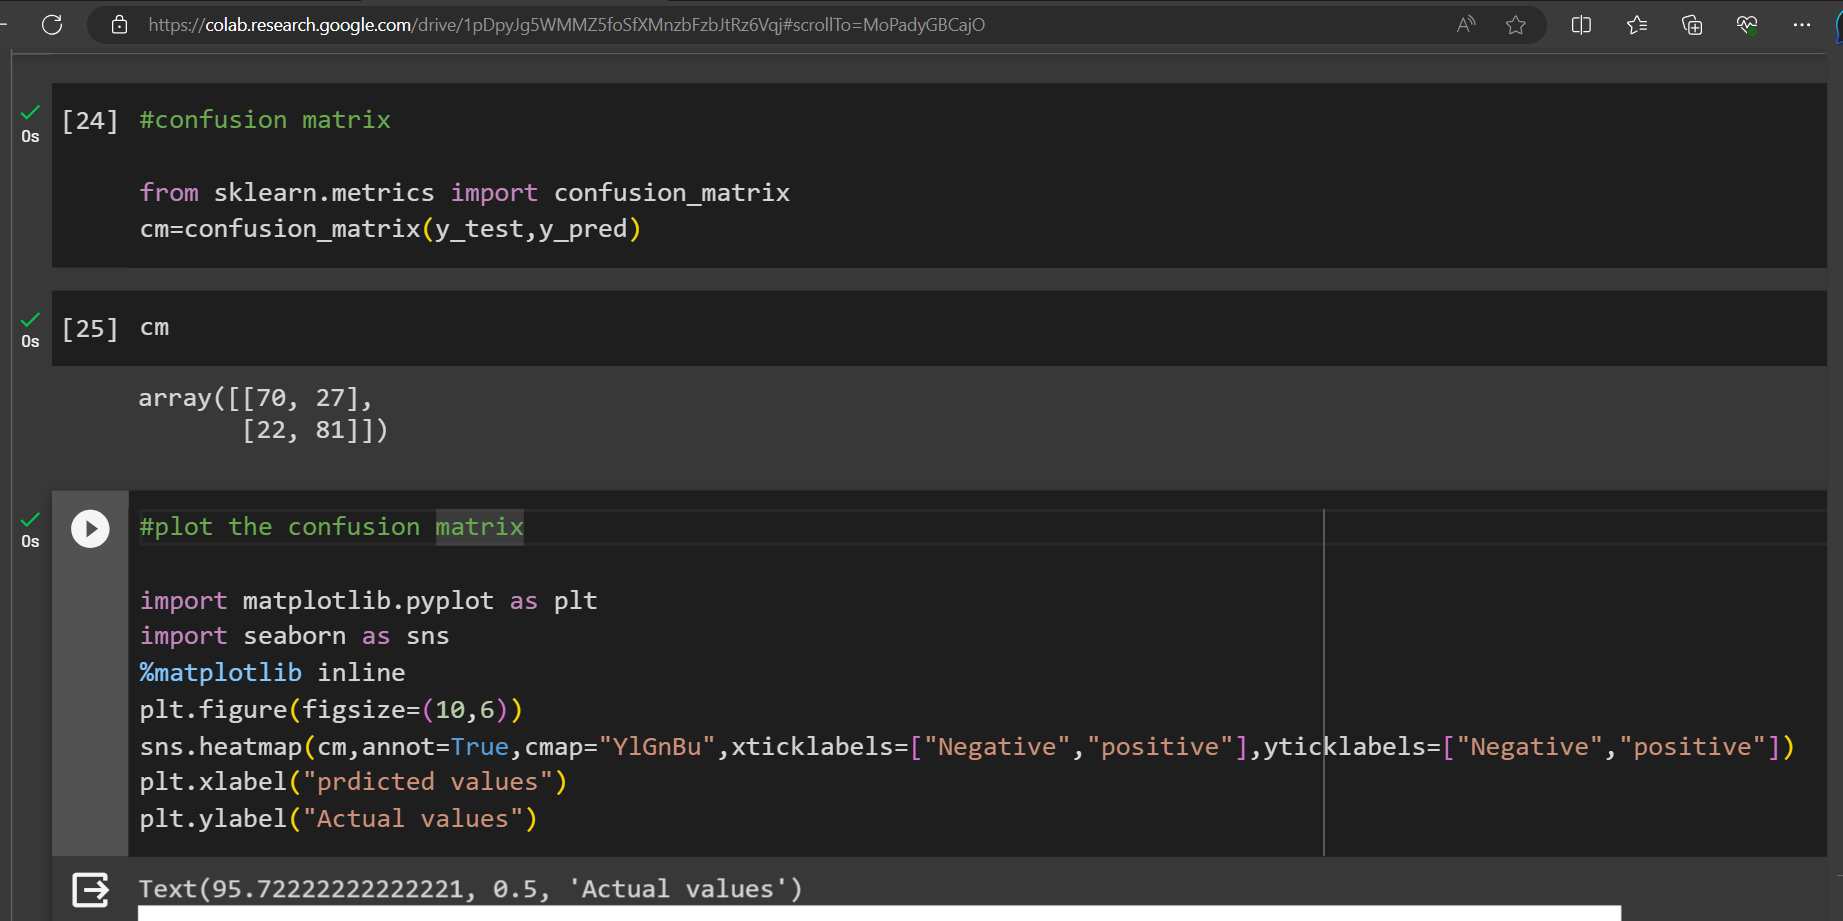 https://colab.research.google.com/drive/1pDpyJg5WMMZ5foSfXMnzbFzbJtRz6Vqj#scrollTo=MoPadyGBCajO
[24] #confusion matrix
0s
from sklearn.metrics import confusion_matrix
cm=confusion_matrix(y_test,y_pred)
[25] cm
0s
array([[70, 27],
[22, 81]])
#plot the confusion matrix
0s
import matplotlib.pyplot as plt
import seaborn as sns
%matplotlib inline
plt.figure(figsize=(10,6))
sns.heatmap(cm,annot=True,cmap="YlGnBu",xticklabels=["Negative","positive"],yticklabels=["Negative","positive"])
plt.xlabel("prdicted values")
plt.ylabel("Actual values")
Text(95.72222222222221, 0.5, 'Actual values')